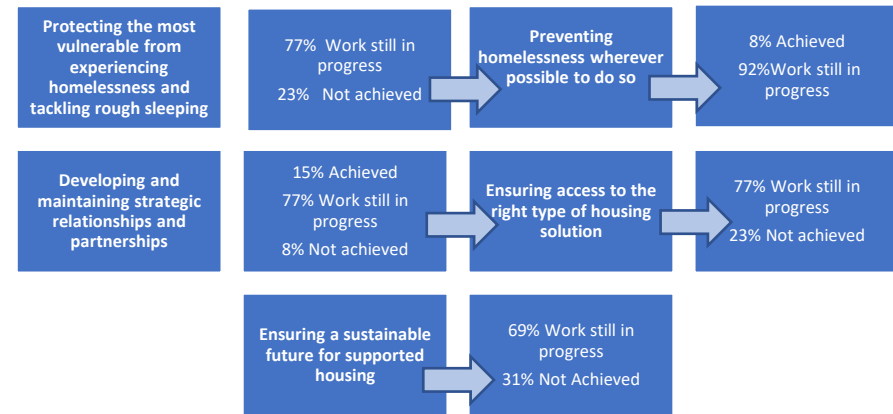 Protecting the most
vulnerable from
experiencing
homelessness and
tackling rough sleeping
77% Work still in
progress
23% Not achieved
Preventing
homelessness wherever
possible to do so
8% Achieved
92%Work still in
progress
Developing and
maintaining strategic
relationships and
partnerships
15% Achieved
77% Work still in
progress
8% Not achieved
Ensuring access to the
right type of housing
solution
77% Work still in
progress
23% Not achieved
Ensuring a sustainable
future for supported
housing
69% Work still in
progress
31% Not Achieved